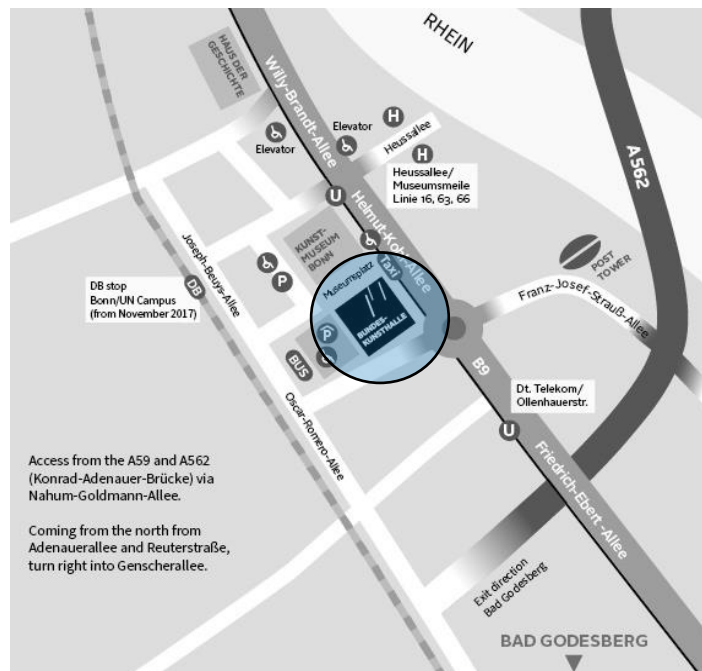 RHEIN
HAUS DER
GESCHICHTE
Willy-Brandt-Allee
A 562
H
Elevator
Heussallee
Elevator
H
Heussallee/
Museumsmeile
Linie 16, 63, 66
U
Helmut-Kohl-Allee
KUNST-
MUSEUM
BONN
Joseph-Beuys-Allee
Taxi
POST
TOWER
Museumsplatz
P
DB
DB stop
Bonn/UN Campus
(from November 2017)
Franz-Josef-Strauß-Allee
BUNDES-
KUNSTHALLE
P
BUS
B9
Dt. Telekom/
Ollenhauerstr.
U
Oscar-Romero-Allee
Friedrich-Ebert-Allee
Access from the A59 and A562
(Konrad-Adenauer-Brücke) via
Nahum-Goldmann-Allee.
Coming from the north from
Adenauerallee and Reuterstraße,
turn right into Genscherallee.
Exit direction
Bad Godesberg
BAD GODESBERG